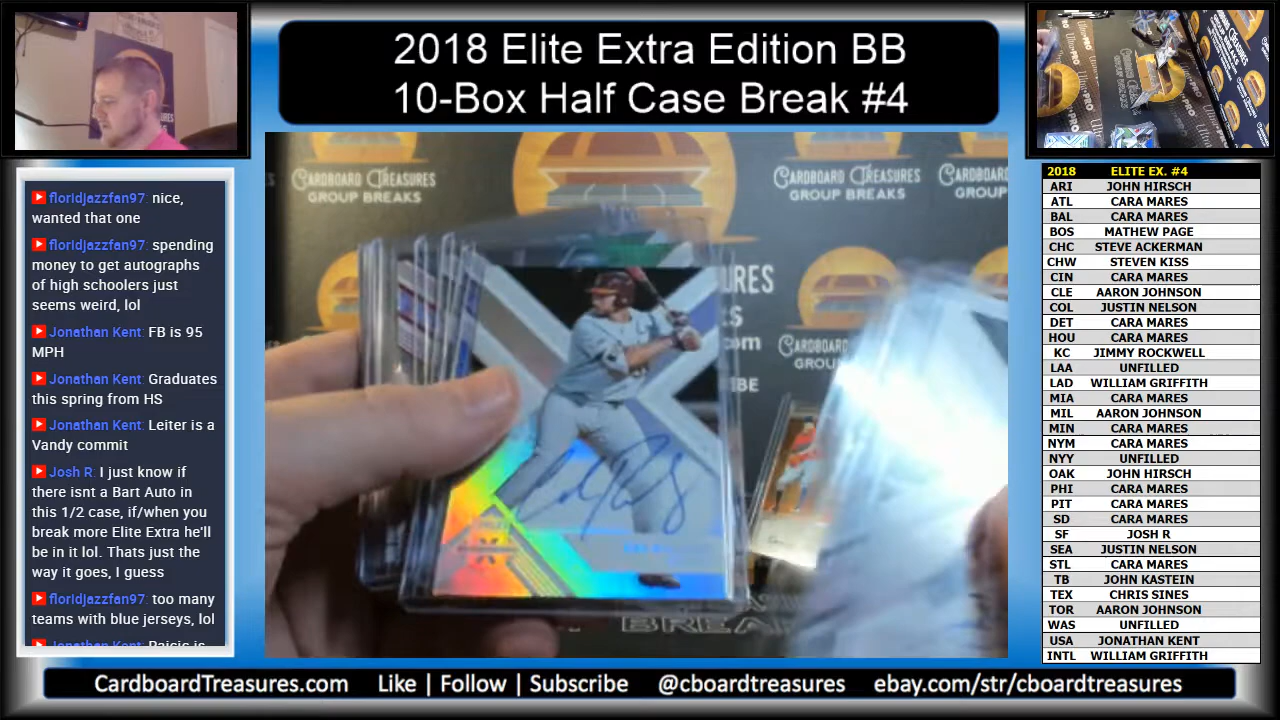 2018 Elite Extra Edition BB
10-Box Half Case Break #4
floridjazzfan97: nice,
wanted that one
floridjazzfan97: spending
money to get autographs
of high schoolers just
seems weird, lol
Jonathan Kent: FB is 95
MPH
Jonathan Kent: Graduates
this spring from HS
Jonathan Kent: Leiter is a
Vandy commit
Josh R: I just know if
there isnt a Bart Auto in
this 1/2 case, if/when you
break more Elite Extra he'll
be in it lol. Thats just the
way it goes, I guess
floridjazzfan97: too many
teams with blue jerseys, lol
CARDBOARD TREASURES
GROUP BREAKS
CARDBOARD TREASURES
GROUP BREAKS
CARDBOARD
BREA
2018 ELITE EX. #4
ARI JOHN HIRSCH
ATL CARA MARES
BAL CARA MARES
BOS MATHEW PAGE
CHC STEVE ACKERMAN
CHW STEVEN KISS
CIN CARA MARES
CLE AARON JOHNSON
COL JUSTIN NELSON
DET CARA MARES
HOU CARA MARES
KC JIMMY ROCKWELL
LAA UNFILLED
LAD WILLIAM GRIFFITH
MIA CARA MARES
MIL AARON JOHNSON
MIN CARA MARES
NYM CARA MARES
NYY UNFILLED
OAK JOHN HIRSCH
PHI CARA MARES
PIT CARA MARES
SD CARA MARES
SF JOSH R
SEA JUSTIN NELSON
STL CARA MARES
TB JOHN KASTEIN
TEX CHRIS SINES
TOR AARON JOHNSON
WAS UNFILLED
USA JONATHAN KENT
INTL WILLIAM GRIFFITH
CardboardTreasures.com Like | Follow | Subscribe @cboardtreasures ebay.com/str/cboardtreasures